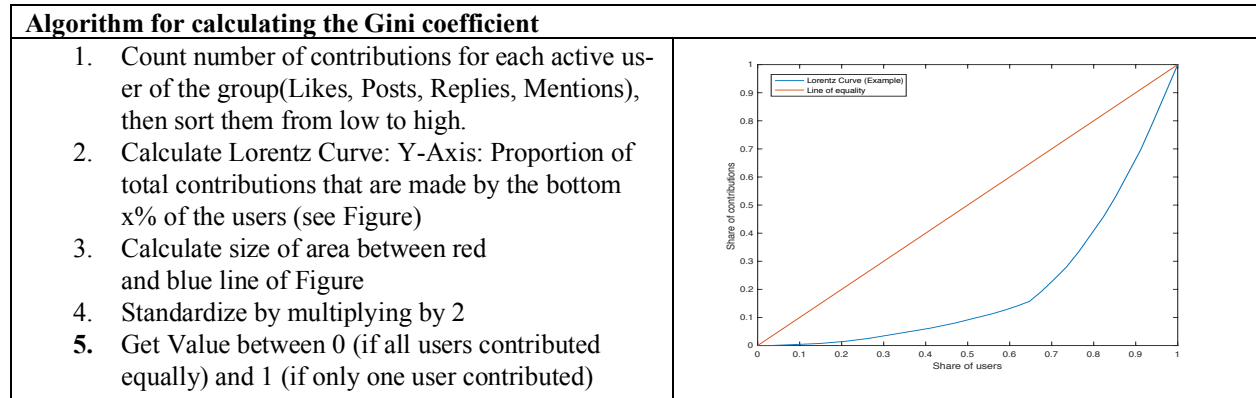 Algorithm for calculating the Gini coefficient
1. Count number of contributions for each active us-
er of the group(Likes, Posts, Replies, Mentions),
then sort them from low to high.
2. Calculate Lorentz Curve: Y-Axis: Proportion of
total contributions that are made by the bottom
x% of the users (see Figure)
3. Calculate size of area between red
and blue line of Figure
4. Standardize by multiplying by 2
5. Get Value between 0 (if all users contributed
equally) and 1 (if only one user contributed)
Lorentz Curve (Example)
Line of equality
Share of contributions
1
0.9
0.8
0.7
0.6
0.5
0.4
0.3
0.2
0.1
0
0 0.1 0.2 0.3 0.4 0.5 0.6 0.7 0.8 0.9 1
Share of users